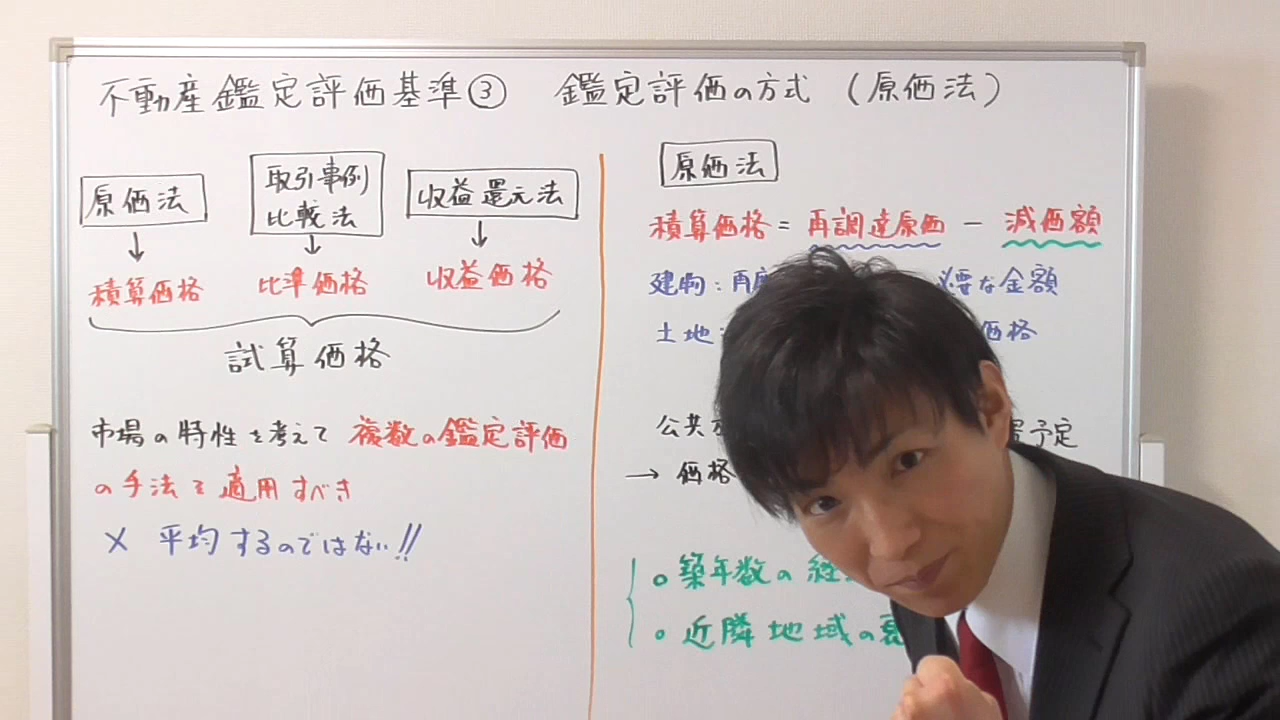 不動産鑑定評価基準③ 鑑定評価の方式（原価法）
原価法
取引事例
比較法
収益還元法
↓ ↓ ↓
積算価格 比準価格 収益価格
試算価格
市場の特性を考えて 複数の鑑定評価
の手法を適用すべき
× 平均するのではない!!
原価法
積算価格 = 再調達原価 － 減価額
建物：再 必要な金額
土地： 価格
公共 予定
→ 価格
○築年数の経
○近隣地域の